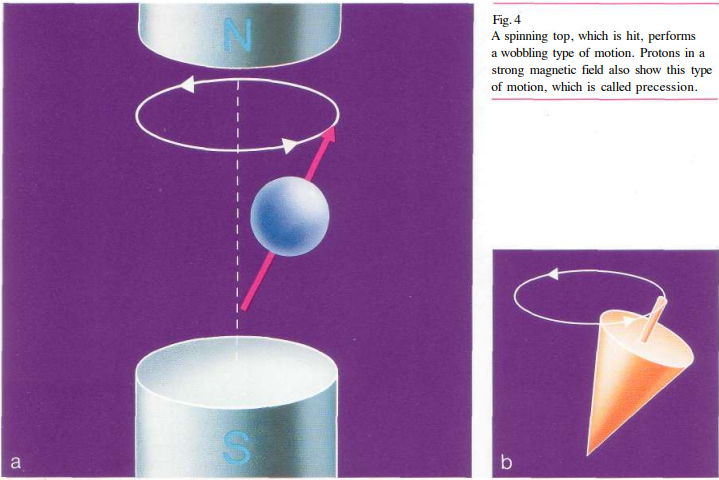 N
S
a
Fig. 4
A spinning top, which is hit, performs
a wobbling type of motion. Protons in a
strong magnetic field also show this type
of motion, which is called precession.
b